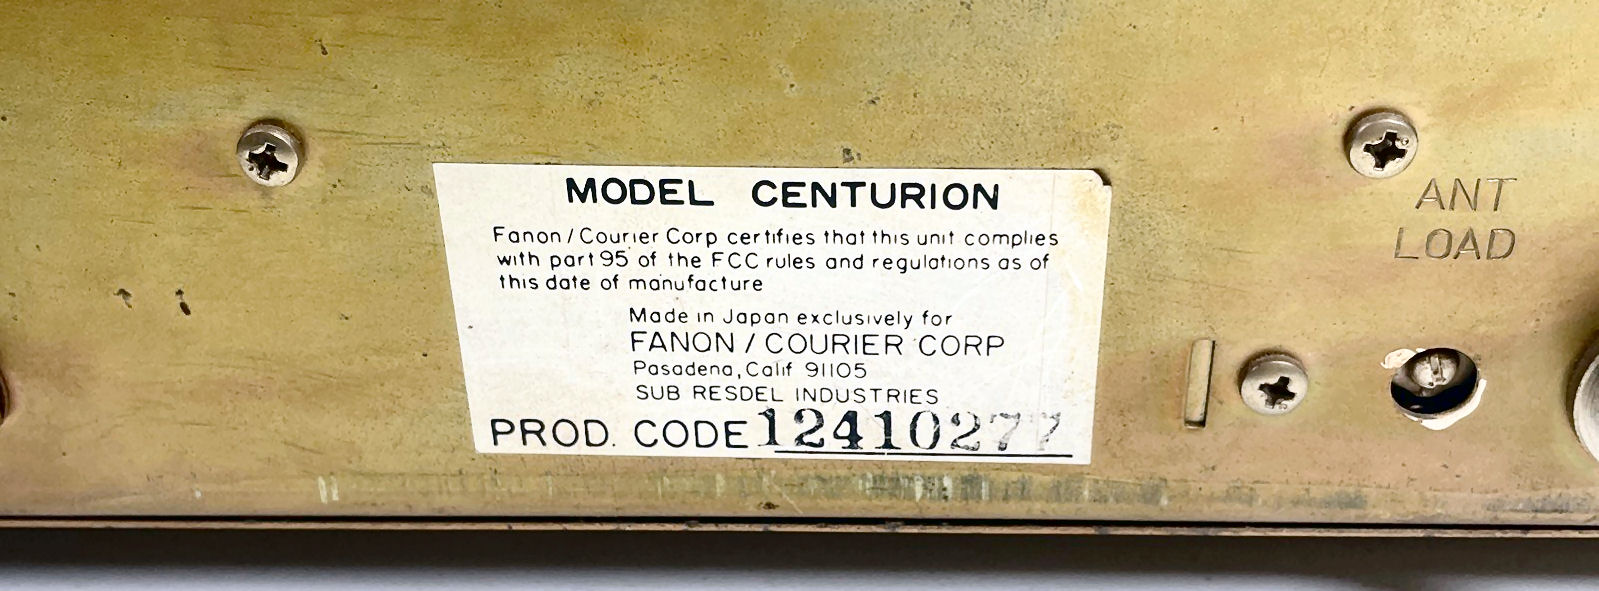 MODEL CENTURION
Fanon / Courier Corp certifies that this unit complies
with part 95 of the FCC rules and regulations as of
this date of manufacture
Made in Japan exclusively for
FANON / COURIER CORP
Pasadena, Calif 91105
SUB RESDEL INDUSTRIES
PROD. CODE 12410277
ANT
LOAD